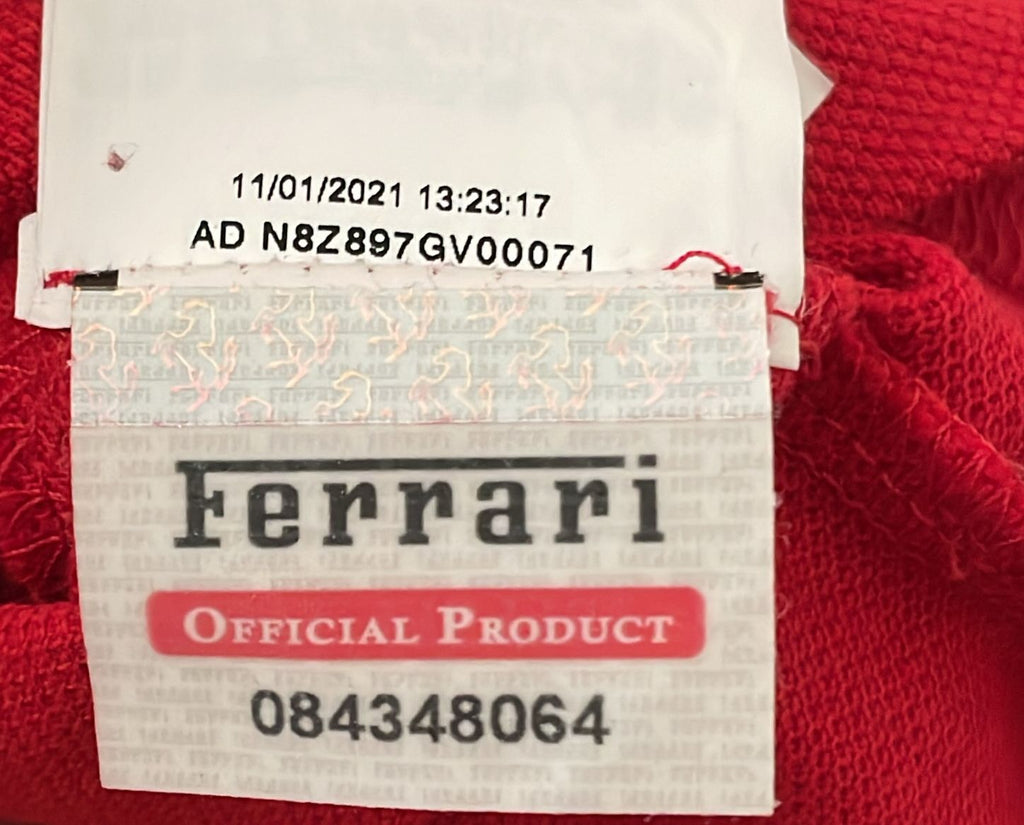 11/01/2021 13:23:17
AD N8Z897GV00071
Ferrari
OFFICIAL PRODUCT
084348064